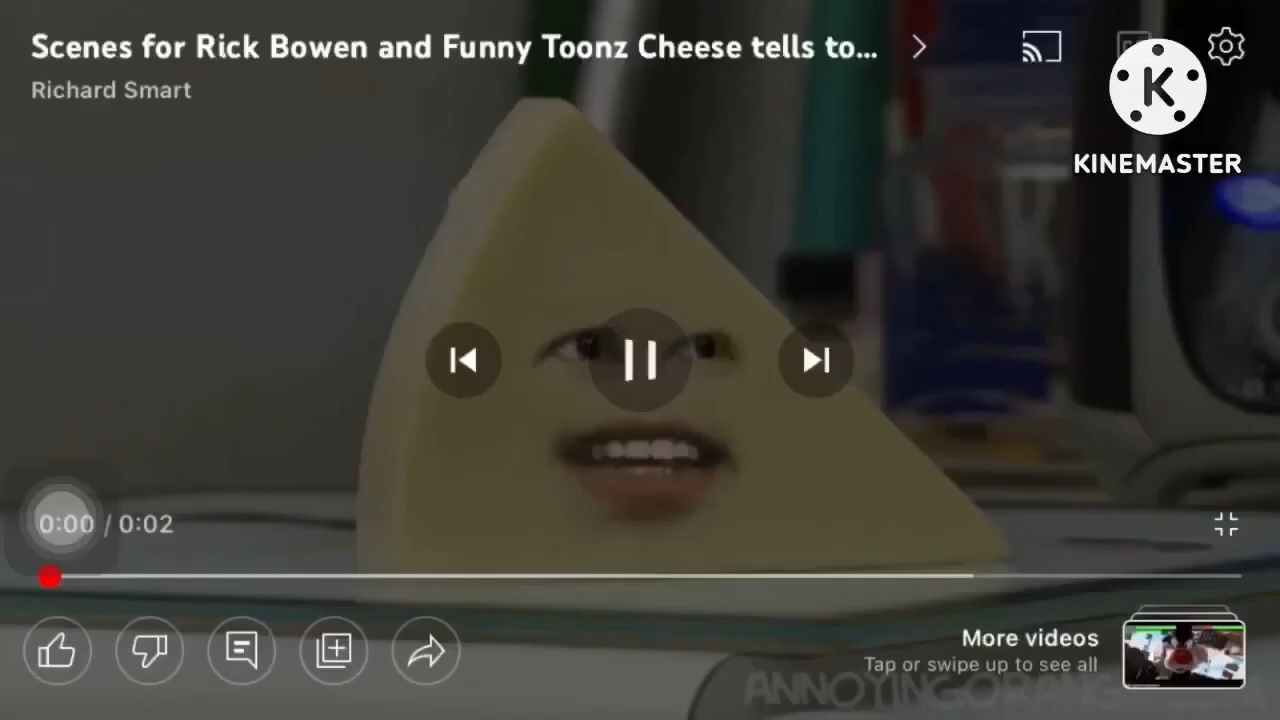 Scenes for Rick Bowen and Funny Toonz Cheese tells to...
Richard Smart
K
KINEMASTER
0:00 / 0:02
More videos
Tap or swipe up to see all
ANNOYINGORANG